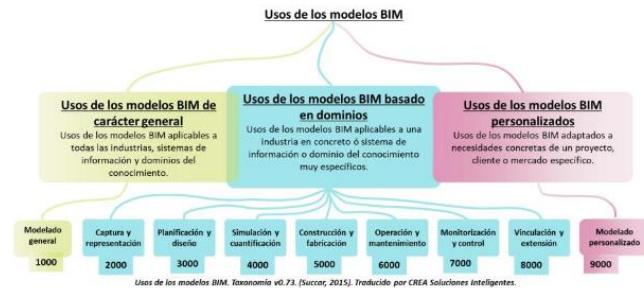 Usos de los modelos BIM
Usos de los modelos BIM de
carácter general
Usos de los modelos BIM aplicables a
todas las industrias, sistemas de
información y dominios del
conocimiento.
Usos de los modelos BIM basado
en dominios
Usos de los modelos BIM aplicables a una
industria en concreto ó sistema de
información o dominio del conocimiento
muy específicos.
Usos de los modelos BIM
personalizados
Usos de los modelos BIM adaptados a
necesidades concretas de un proyecto,
cliente o mercado específico.
Modelado
general
1000
Captura y
representación
2000
Planificación y
diseño
3000
Simulación y
cuantificación
4000
Construcción y
fabricación
5000
Operación y
mantenimiento
6000
Monitorización
y control
7000
Vinculación y
extensión
8000
Modelado
personalizado
9000
Usos de los modelos BIM. Taxonomía v0.73. (Succar, 2015). Traducido por CREA Soluciones Inteligentes.